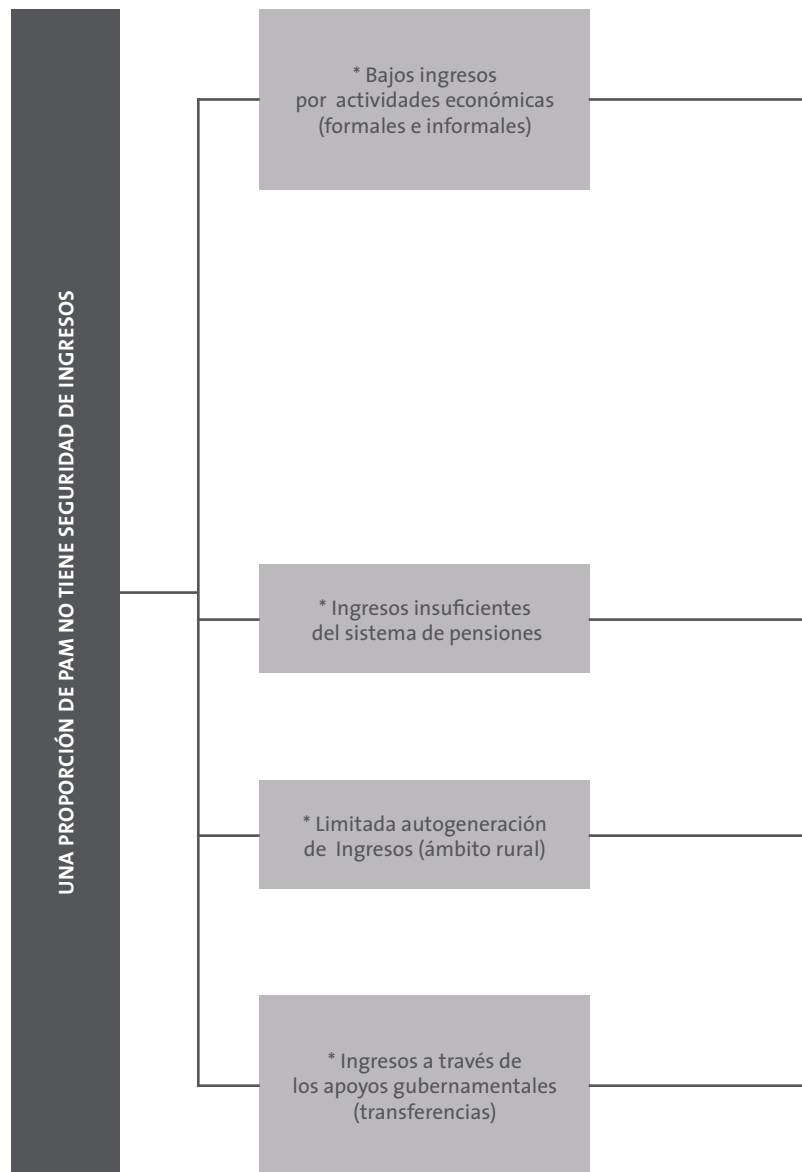 UNA PROPORCIÓN DE PAM NO TIENE SEGURIDAD DE INGRESOS
* Bajos ingresos
por actividades económicas
(formales e informales)
* Ingresos insuficientes
del sistema de pensiones
* Limitada autogeneración
de Ingresos (ámbito rural)
* Ingresos a través de
los apoyos gubernamentales
(transferencias)